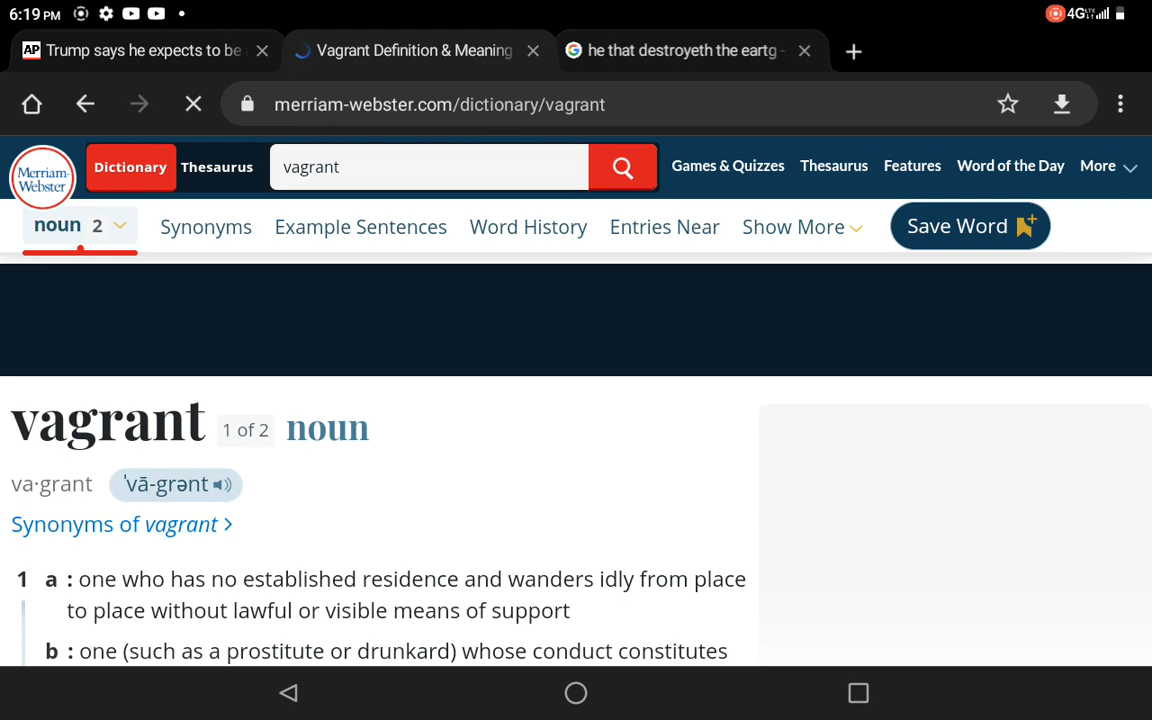 6:19 PM 4G LTE
AP Trump says he expects to be Vagrant Definition & Meaning he that destroyeth the eartg -
merriam-webster.com/dictionary/vagrant
Merriam-Webster Dictionary Thesaurus vagrant Games & Quizzes Thesaurus Features Word of the Day More
noun 2 Synonyms Example Sentences Word History Entries Near Show More Save Word
vagrant 1 of 2 noun
va·grant ˈvā-grənt
Synonyms of vagrant >
1 a : one who has no established residence and wanders idly from place
to place without lawful or visible means of support
b : one (such as a prostitute or drunkard) whose conduct constitutes